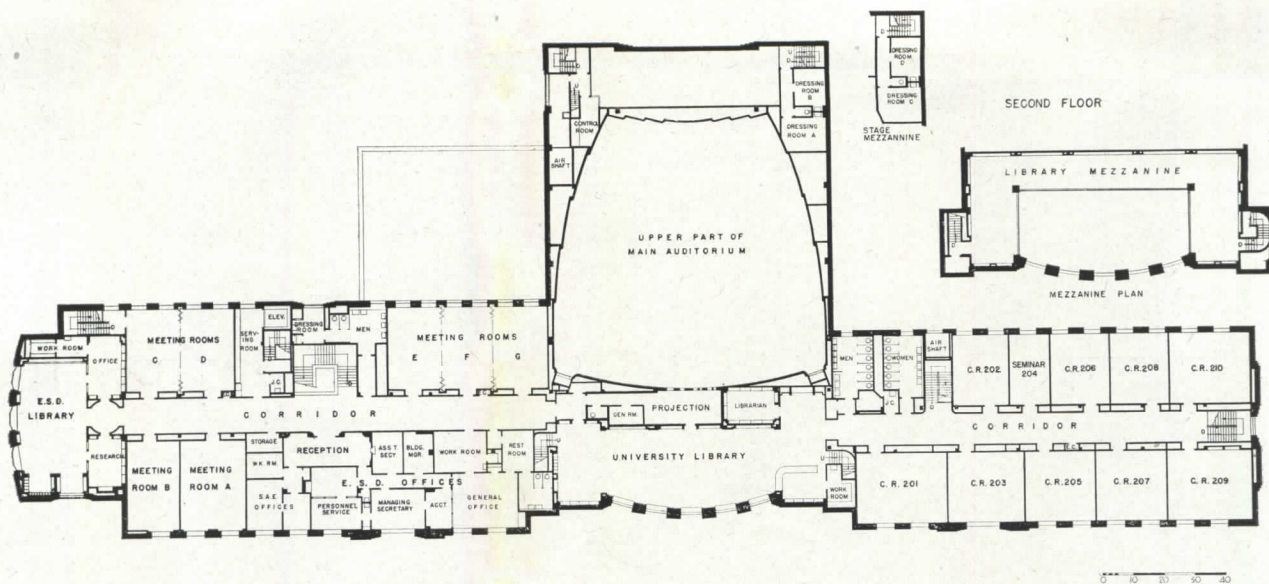 SECOND FLOOR
DRESSING
ROOM
D
DRESSING
ROOM C
STAGE
MEZZANNINE
LIBRARY MEZZANINE
MEZZANINE PLAN
DRESSING
ROOM
B
DRESSING
ROOM A
CONTROL
ROOM
AIR
SHAFT
UPPER PART OF
MAIN AUDITORIUM
WORK ROOM
OFFICE
MEETING ROOMS
C D
SERV-
ING
ROOM
ELEV.
J.C.
DRESSING
ROOM
MEN
MEETING ROOMS
E F G
E.S.D.
LIBRARY
CORRIDOR
RESEARCH
MEETING
ROOM B
MEETING
ROOM A
STORAGE
WK. RM.
S.A.E.
OFFICES
RECEPTION
ASS'T.
SECY
BLDG.
MGR.
WORK ROOM
REST
ROOM
E. S. D. OFFICES
PERSONNEL
SERVICE
MANAGING
SECRETARY
ACCT.
GENERAL
OFFICE
GEN. RM.
PROJECTION
LIBRARIAN
UNIVERSITY LIBRARY
WORK
ROOM
MEN
WOMEN
J.C.
AIR
SHAFT
C.R. 202
SEMINAR
204
C.R. 206
C.R. 208
C.R. 210
CORRIDOR
C. R. 201
C.R. 203
C.R. 205
C.R. 207
C.R. 209
0 10 20 30 40